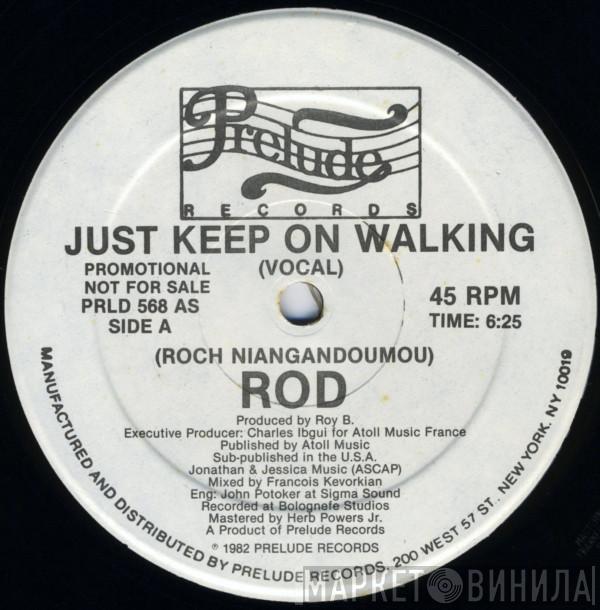 Prelude
RECORDS
JUST KEEP ON WALKING
(VOCAL)
PROMOTIONAL
NOT FOR SALE
PRLD 568 AS
SIDE A
45 RPM
TIME: 6:25
(ROCH NIANGANDOUMOU)
ROD
Produced by Roy B.
Executive Producer: Charles Ibgui for Atoll Music France
Published by Atoll Music
Sub-published in the U.S.A.
Jonathan & Jessica Music (ASCAP)
Mixed by Francois Kevorkian
Eng: John Potoker at Sigma Sound
Recorded at Bolognefe Studios
Mastered by Herb Powers Jr.
A Product of Prelude Records
℗ 1982 PRELUDE RECORDS
MANUFACTURED AND DISTRIBUTED BY PRELUDE RECORDS, 200 WEST 57 ST., NEW YORK, NY 10019
МАРКЕТ ВИНИЛА